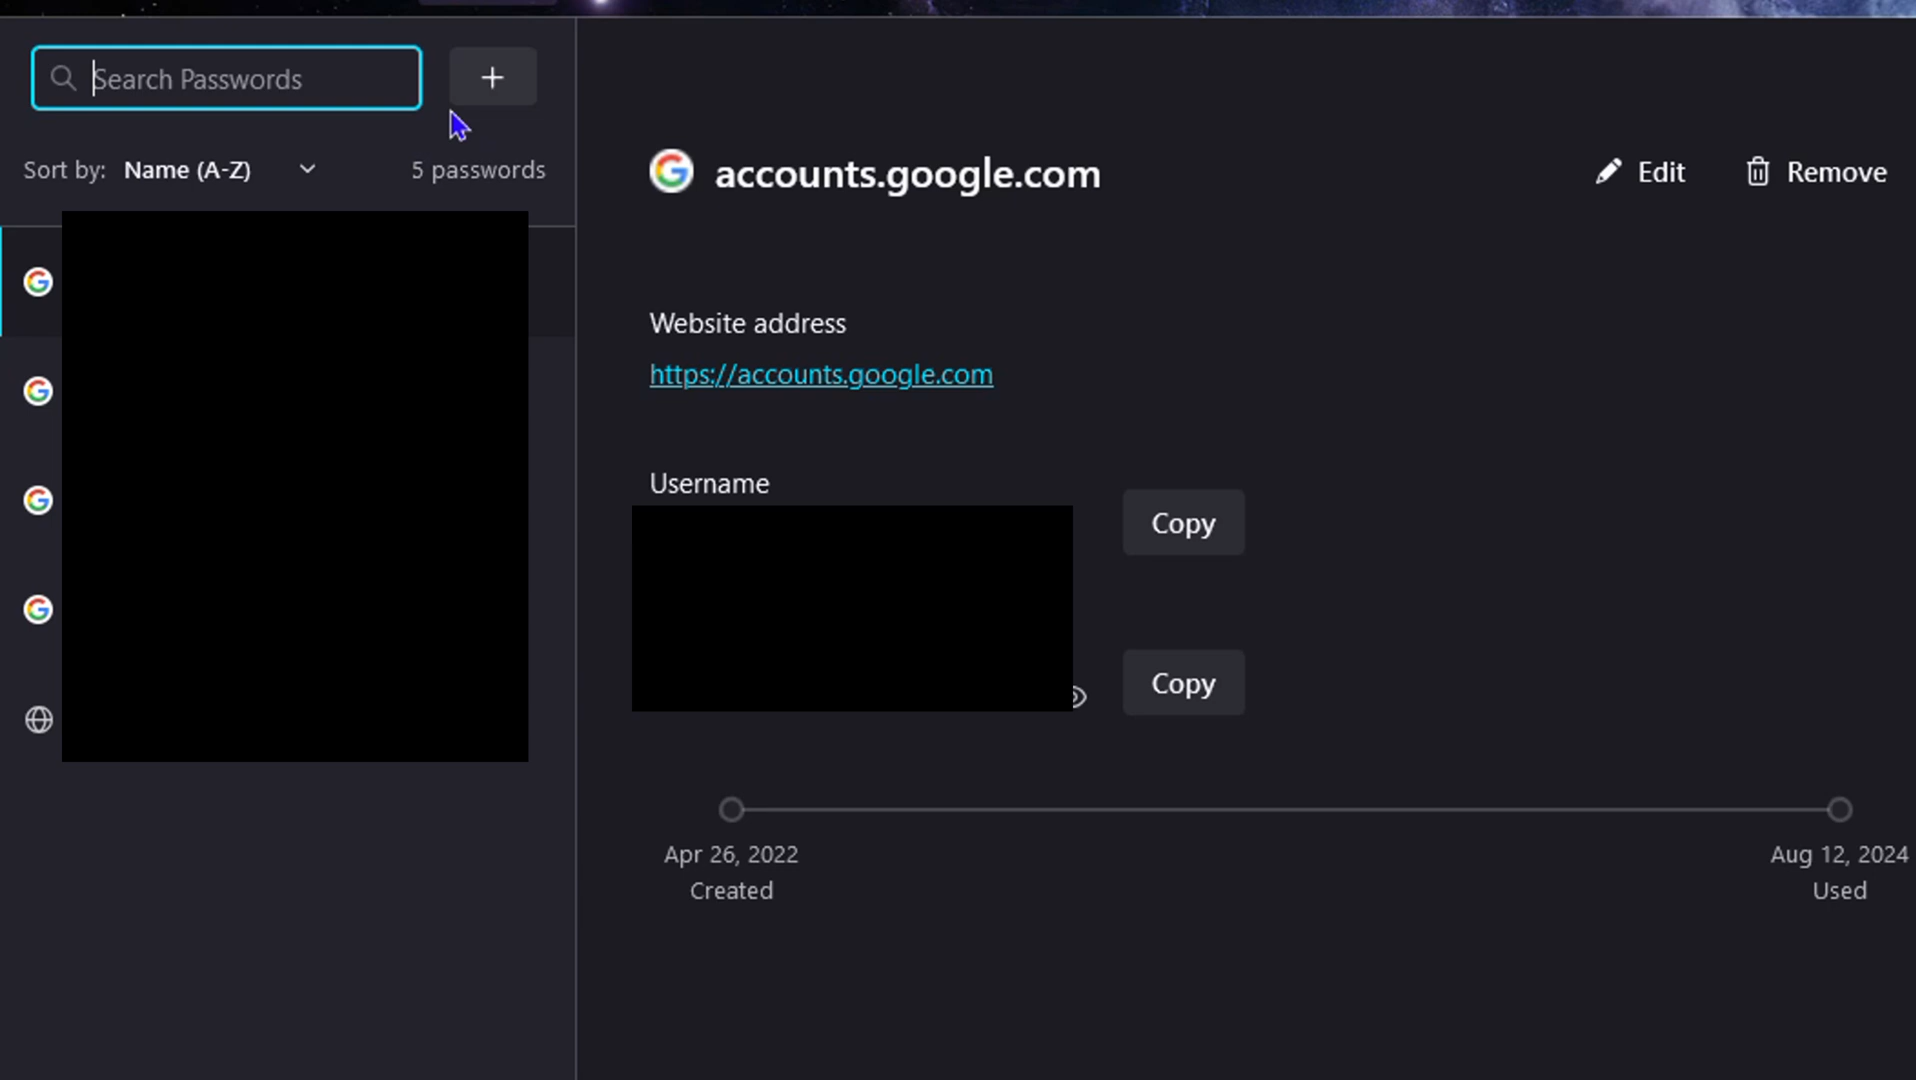 Search Passwords
Sort by: Name (A-Z)
5 passwords
accounts.google.com
Edit
Remove
Website address
https://accounts.google.com
Username
Copy
Copy
Apr 26, 2022
Created
Aug 12, 2024
Used